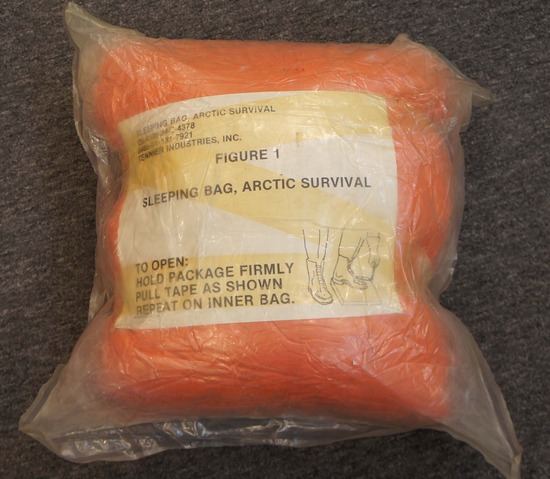 SLEEPING BAG, ARCTIC SURVIVAL
TENNIER INDUSTRIES, INC.
FIGURE 1
SLEEPING BAG, ARCTIC SURVIVAL
TO OPEN:
HOLD PACKAGE FIRMLY
PULL TAPE AS SHOWN
REPEAT ON INNER BAG.